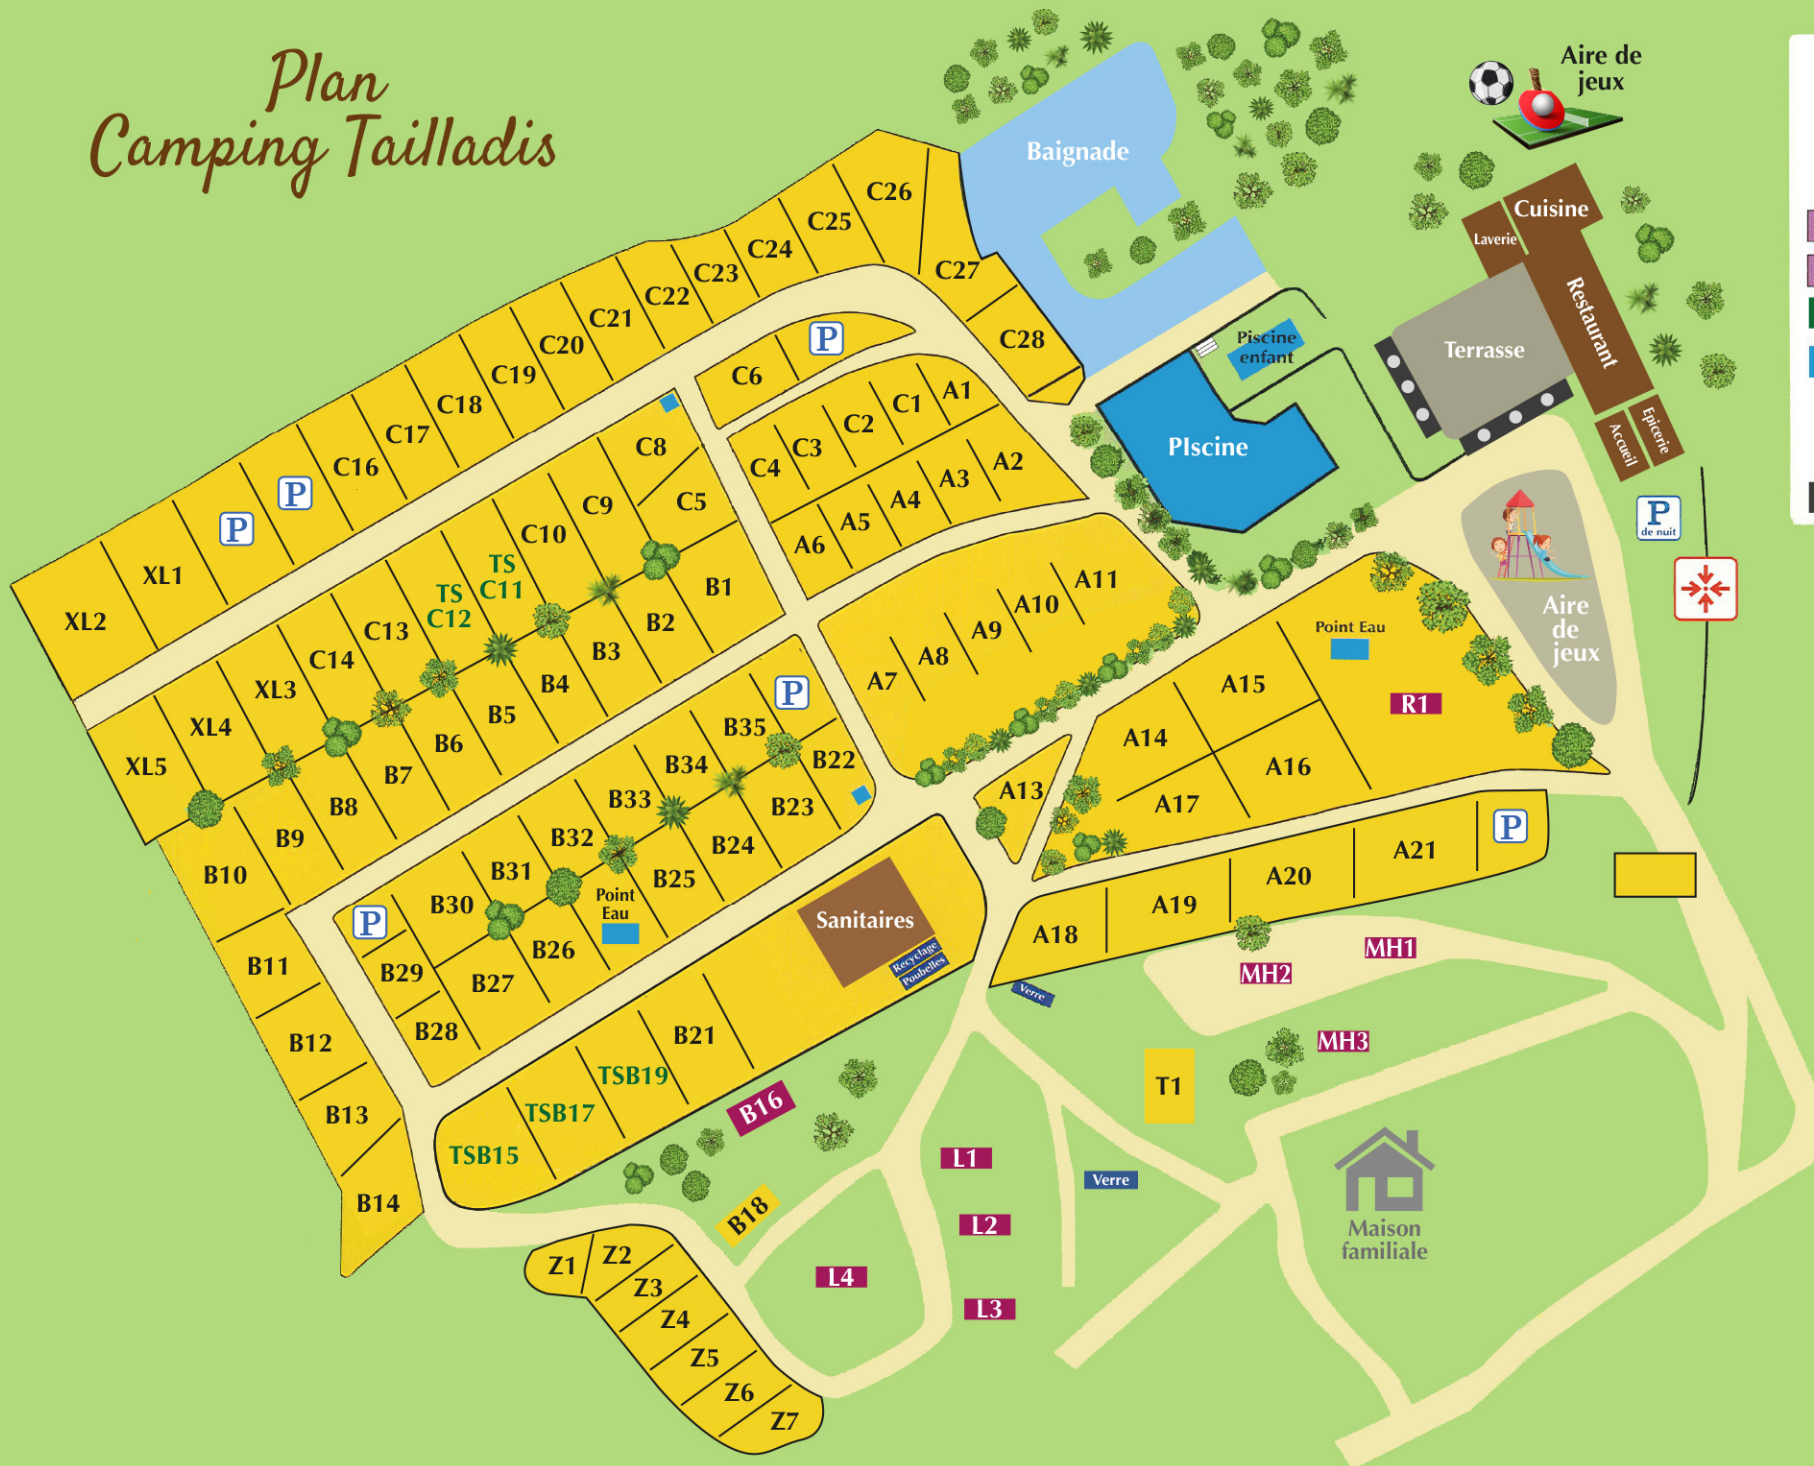 Plan
Camping Tailladis
Aire de
jeux
Baignade
Cuisine
Laverie
Restaurant
Terrasse
Epicerie
Accueil
Piscine
enfant
PIscine
P
de nuit
Aire
de
jeux
C28
C27
C26
C25
C24
C23
C22
C21
C20
C19
C18
C17
C16
P
P
XL1
XL2
P
C6
A1
C1
C2
C3
C4
A2
A3
A4
A5
A6
C8
C5
C9
C10
TS
C11
TS
C12
C13
C14
XL3
XL4
XL5
B1
B2
B3
B4
B5
B6
B7
B8
B9
B10
B11
B12
B13
B14
A11
A10
A9
A8
A7
Point Eau
R1
A15
A14
A16
A17
A13
P
B35
B22
B34
B23
B33
B24
B32
B25
B31
Point
Eau
B30
B26
P
B29
B27
B28
Sanitaires
Recyclage
Poubelles
B21
TSB19
TSB17
TSB15
A18
A19
A20
A21
P
Verre
MH1
MH2
MH3
T1
B16
B18
L1
L2
L3
L4
Verre
Maison
familiale
Z1
Z2
Z3
Z4
Z5
Z6
Z7